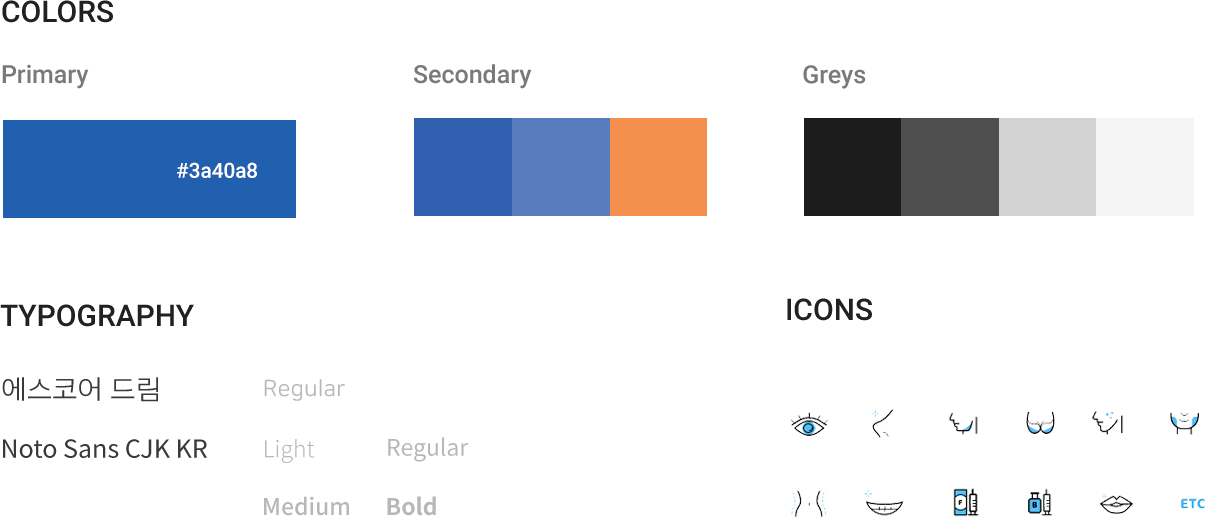 COLORS
Primary
Secondary
Greys
#3a40a8
TYPOGRAPHY
ICONS
에스코어 드림
Regular
Noto Sans CJK KR
Light
Regular
Medium
Bold
F
B
ETC